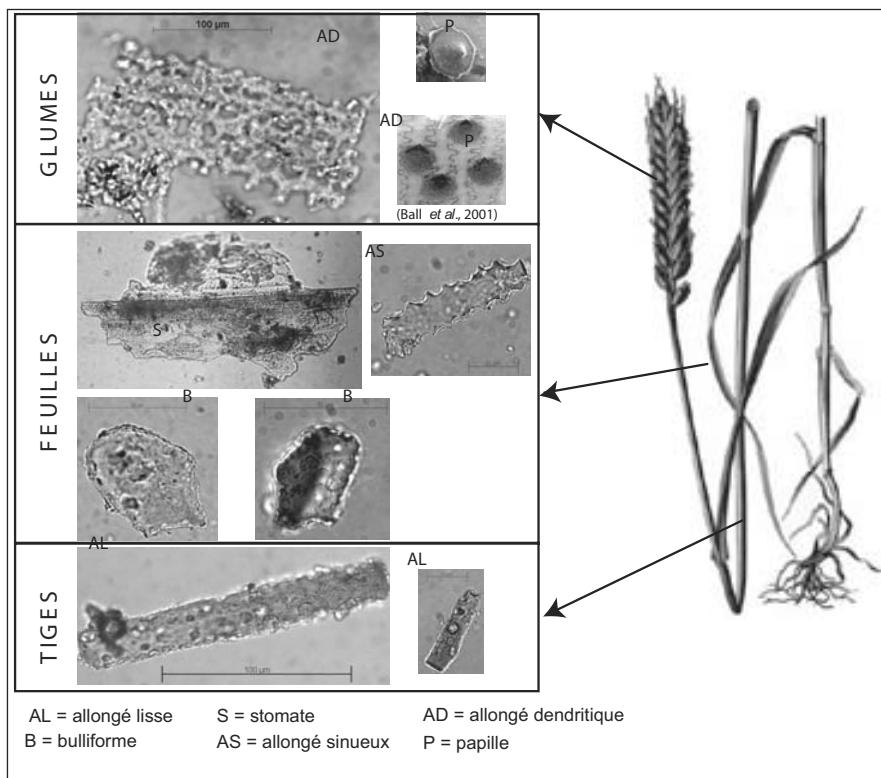 GLUMES
100 µm
AD
P
AD
P
(Ball et al., 2001)
FEUILLES
S
AS
B
B
TIGES
AL
100 µm
AL
AL = allongé lisse
S = stomate
AD = allongé dendritique
B = bulliforme
AS = allongé sinueux
P = papille